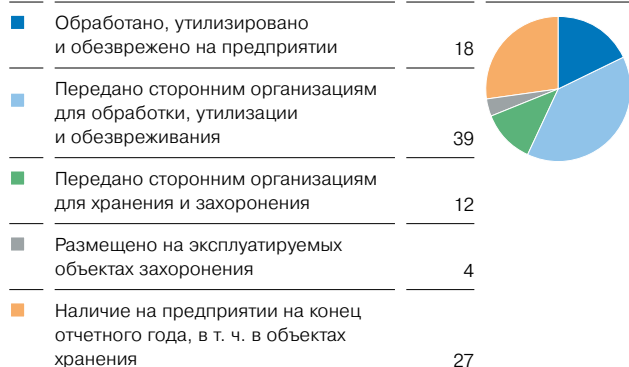 Обработано, утилизировано
и обезврежено на предприятии 18
Передано сторонним организациям
для обработки, утилизации
и обезвреживания 39
Передано сторонним организациям
для хранения и захоронения 12
Размещено на эксплуатируемых
объектах захоронения 4
Наличие на предприятии на конец
отчетного года, в т. ч. в объектах
хранения 27